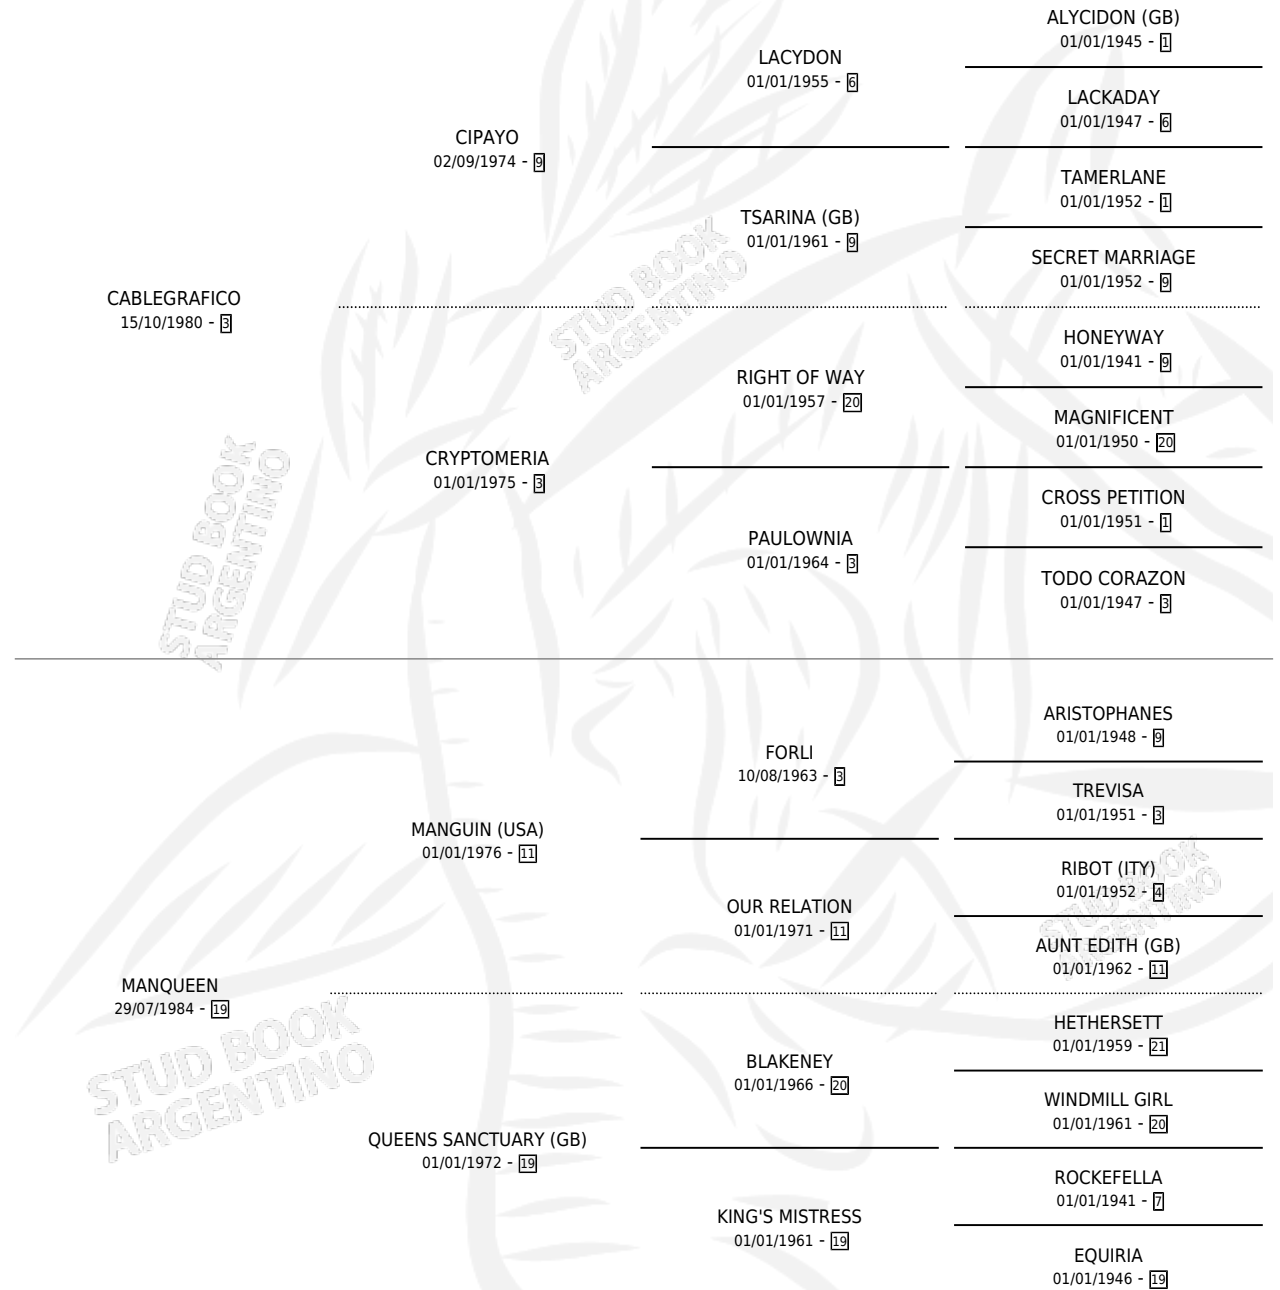 ALYCIDON (GB)
01/01/1945 - 1
LACYDON
01/01/1955 - 6
LACKADAY
01/01/1947 - 6
CIPAYO
02/09/1974 - 9
TAMERLANE
01/01/1952 - 1
TSARINA (GB)
01/01/1961 - 9
SECRET MARRIAGE
01/01/1952 - 9
CABLEGRAFICO
15/10/1980 - 3
HONEYWAY
01/01/1941 - 9
RIGHT OF WAY
01/01/1957 - 20
MAGNIFICENT
01/01/1950 - 20
CRYPTOMERIA
01/01/1975 - 3
CROSS PETITION
01/01/1951 - 1
PAULOWNIA
01/01/1964 - 3
TODO CORAZON
01/01/1947 - 3
STUD BOOK
ARGENTINO
STUD BOOK
ARGENTINO
ARISTOPHANES
01/01/1948 - 9
FORLI
10/08/1963 - 3
TREVISA
01/01/1951 - 3
MANGUIN (USA)
01/01/1976 - 11
RIBOT (ITY)
01/01/1952 - 4
OUR RELATION
01/01/1971 - 11
AUNT EDITH (GB)
01/01/1962 - 11
MANQUEEN
29/07/1984 - 19
HETHERSETT
01/01/1959 - 21
BLAKENEY
01/01/1966 - 20
WINDMILL GIRL
01/01/1961 - 20
QUEENS SANCTUARY (GB)
01/01/1972 - 19
ROCKEFELLA
01/01/1941 - 7
KING'S MISTRESS
01/01/1961 - 19
EQUIRIA
01/01/1946 - 19
STUD BOOK
ARGENTINO
STUD BOOK
ARGENTINO